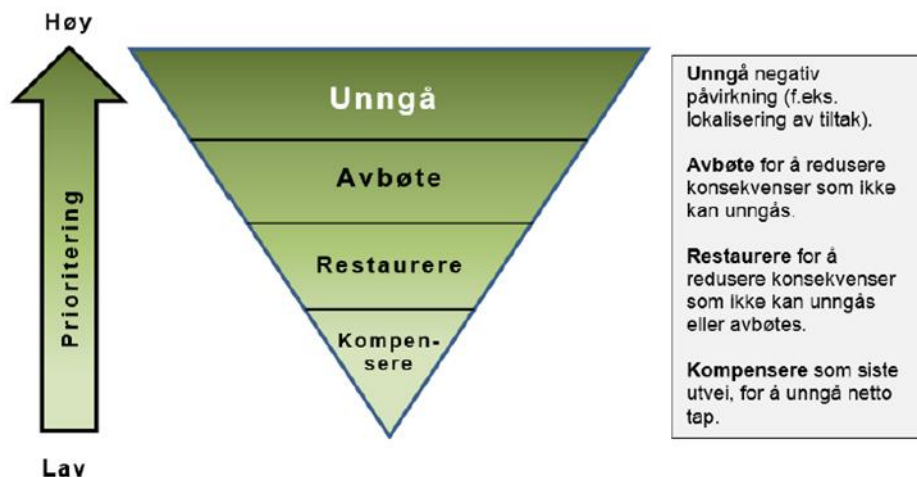 Høy
Prioritering
Lav
Unngå
Avbøte
Restaurere
Kompen-
sere
Unngå negativ
påvirkning (f.eks.
lokalisering av tiltak).
Avbøte for å redusere
konsekvenser som ikke
kan unngås.
Restaurere for å
redusere konsekvenser
som ikke kan unngås
eller avbøtes.
Kompensere som siste
utvei, for å unngå netto
tap.